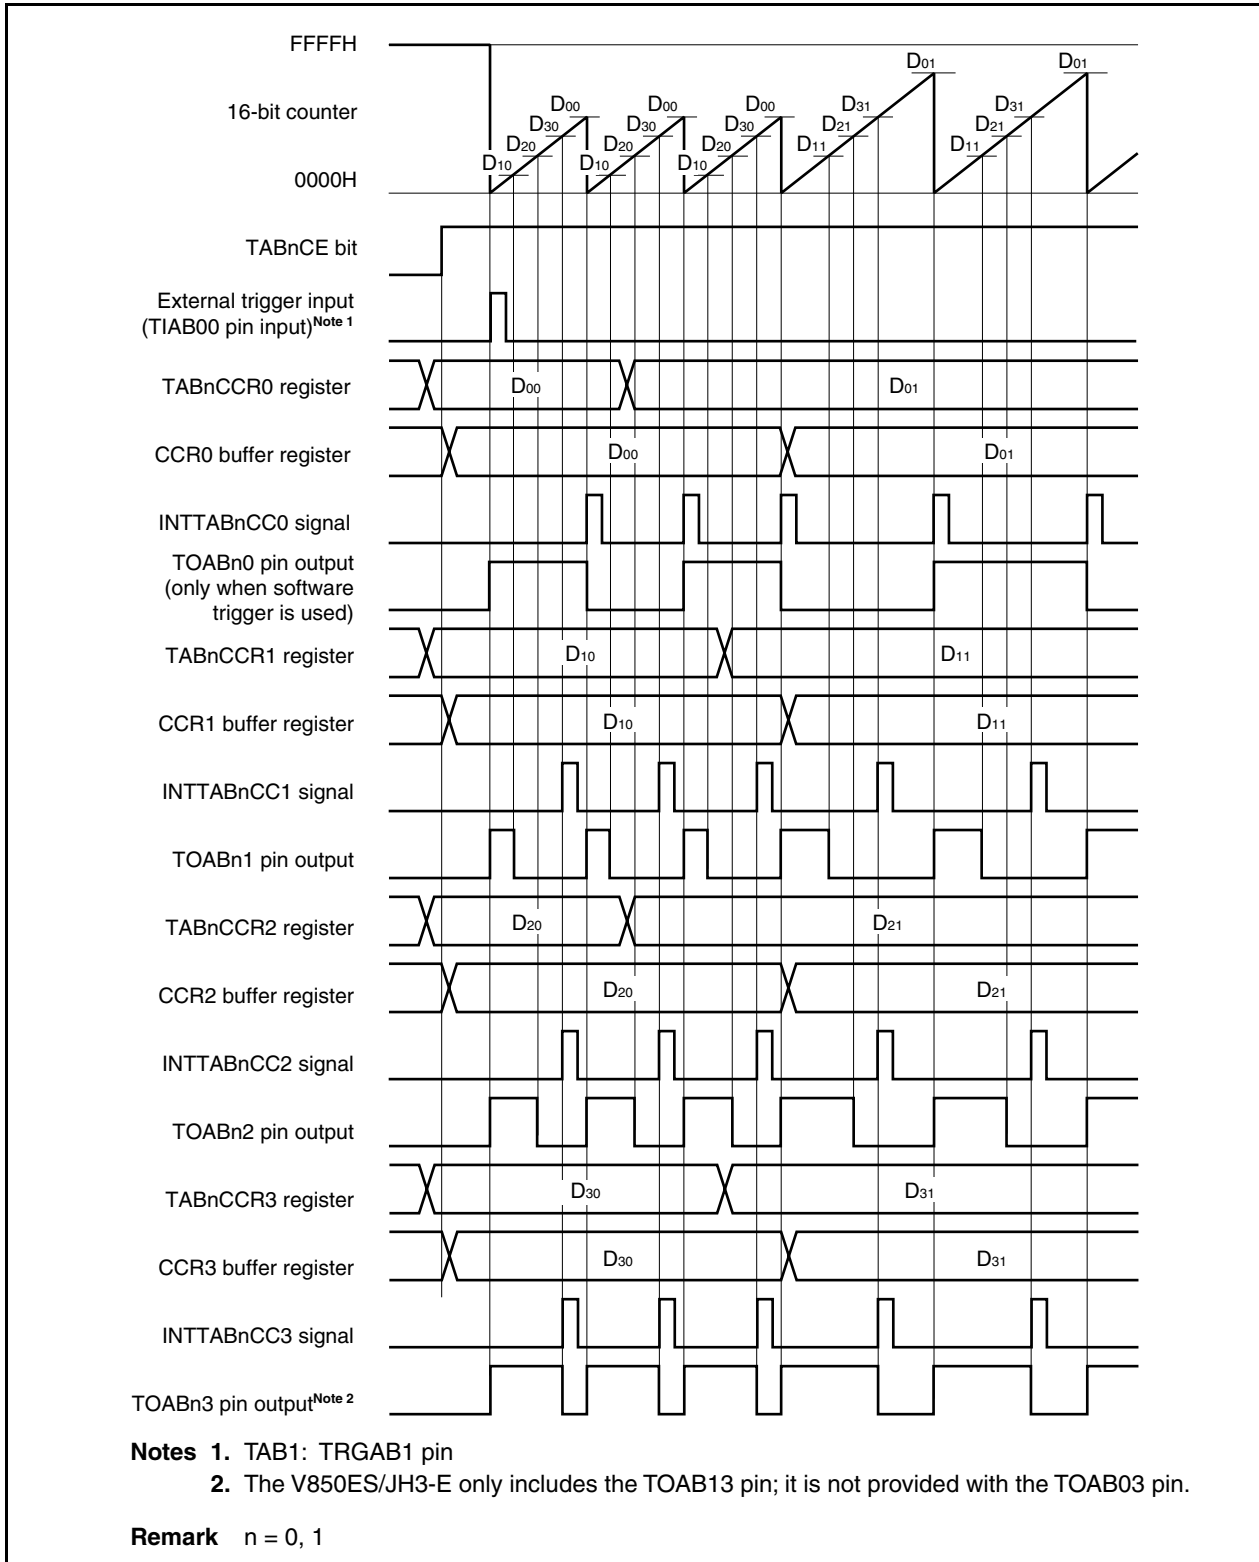 FFFFH
D01 D01
16-bit counter
D00 D00 D00 D31 D31
D30 D30 D30 D21 D21
D20 D20 D20 D11 D11
D10 D10 D10
0000H
TABnCE bit
External trigger input
(TIAB00 pin input)Note 1
TABnCCR0 register D00 D01
CCR0 buffer register D00 D01
INTTABnCC0 signal
TOABn0 pin output
(only when software
trigger is used)
TABnCCR1 register D10 D11
CCR1 buffer register D10 D11
INTTABnCC1 signal
TOABn1 pin output
TABnCCR2 register D20 D21
CCR2 buffer register D20 D21
INTTABnCC2 signal
TOABn2 pin output
TABnCCR3 register D30 D31
CCR3 buffer register D30 D31
INTTABnCC3 signal
TOABn3 pin outputNote 2
Notes 1. TAB1: TRGAB1 pin
2. The V850ES/JH3-E only includes the TOAB13 pin; it is not provided with the TOAB03 pin.
Remark n = 0, 1